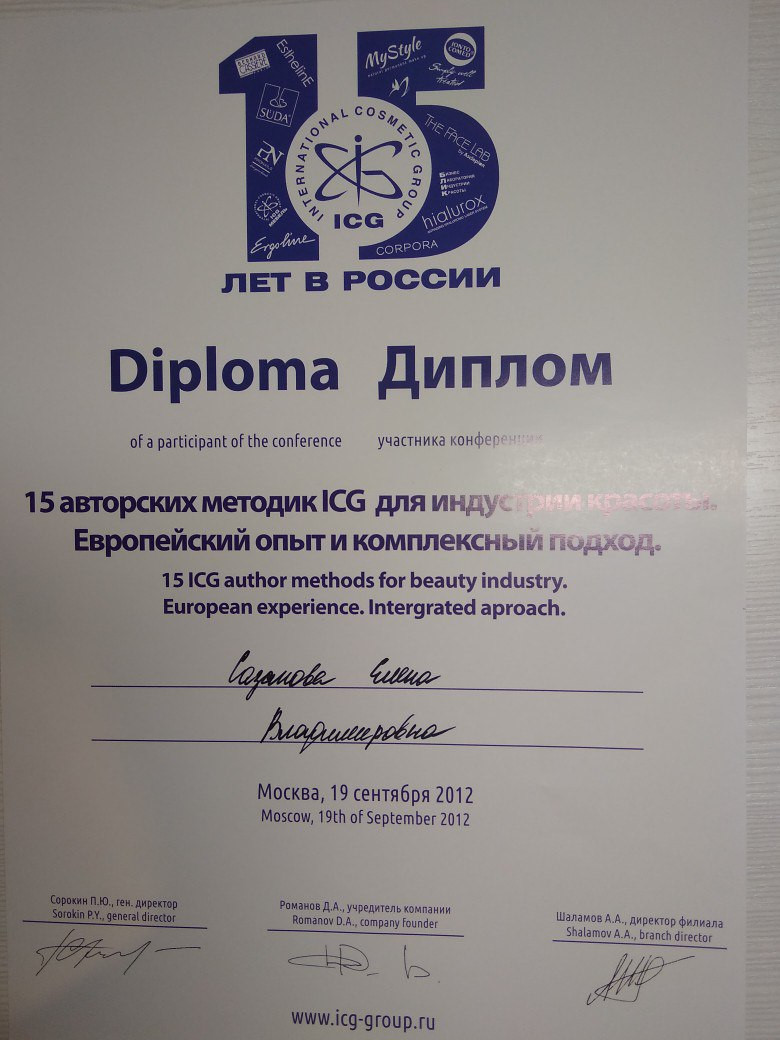 15
EsthelinE
MyStyle
SÜDA
THE FACE LAB
INTERNATIONAL COSMETIC GROUP
ICG
hialurox
Ergoline
CORPORA
ЛЕТ В РОССИИ
Diploma Диплом
of a participant of the conference участника конференции
15 авторских методик ICG для индустрии красоты.
Европейский опыт и комплексный подход.
15 ICG author methods for beauty industry.
European experience. Intergrated aproach.
Сазанова Елена
Владимировна
Москва, 19 сентября 2012
Moscow, 19th of September 2012
Сорокин П.Ю., ген. директор
Sorokin P.Y., general director
Романов Д.А., учредитель компании
Romanov D.A., company founder
Шаламов А.А., директор филиала
Shalamov A.A., branch director
www.icg-group.ru